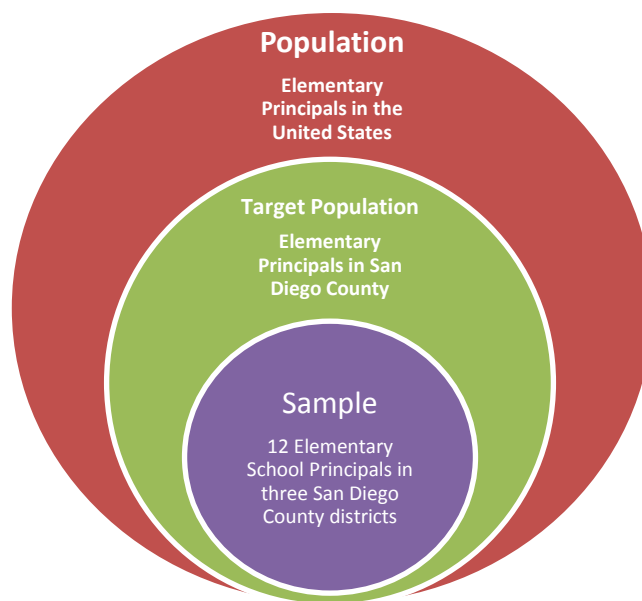 Population
Elementary
Principals in the
United States
Target Population
Elementary
Principals in San
Diego County
Sample
12 Elementary
School Principals in
three San Diego
County districts